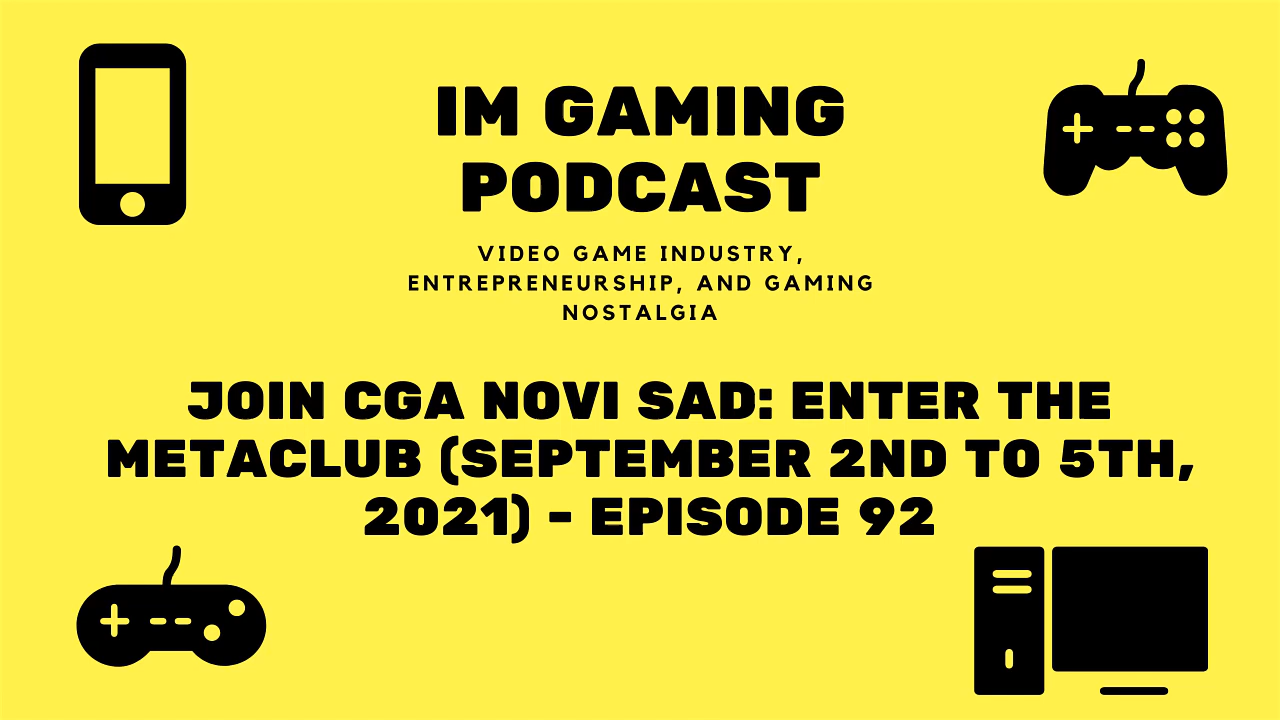 IM GAMING
PODCAST
VIDEO GAME INDUSTRY,
ENTREPRENEURSHIP, AND GAMING
NOSTALGIA
JOIN CGA NOVI SAD: ENTER THE
METACLUB (SEPTEMBER 2ND TO 5TH,
2021) - EPISODE 92